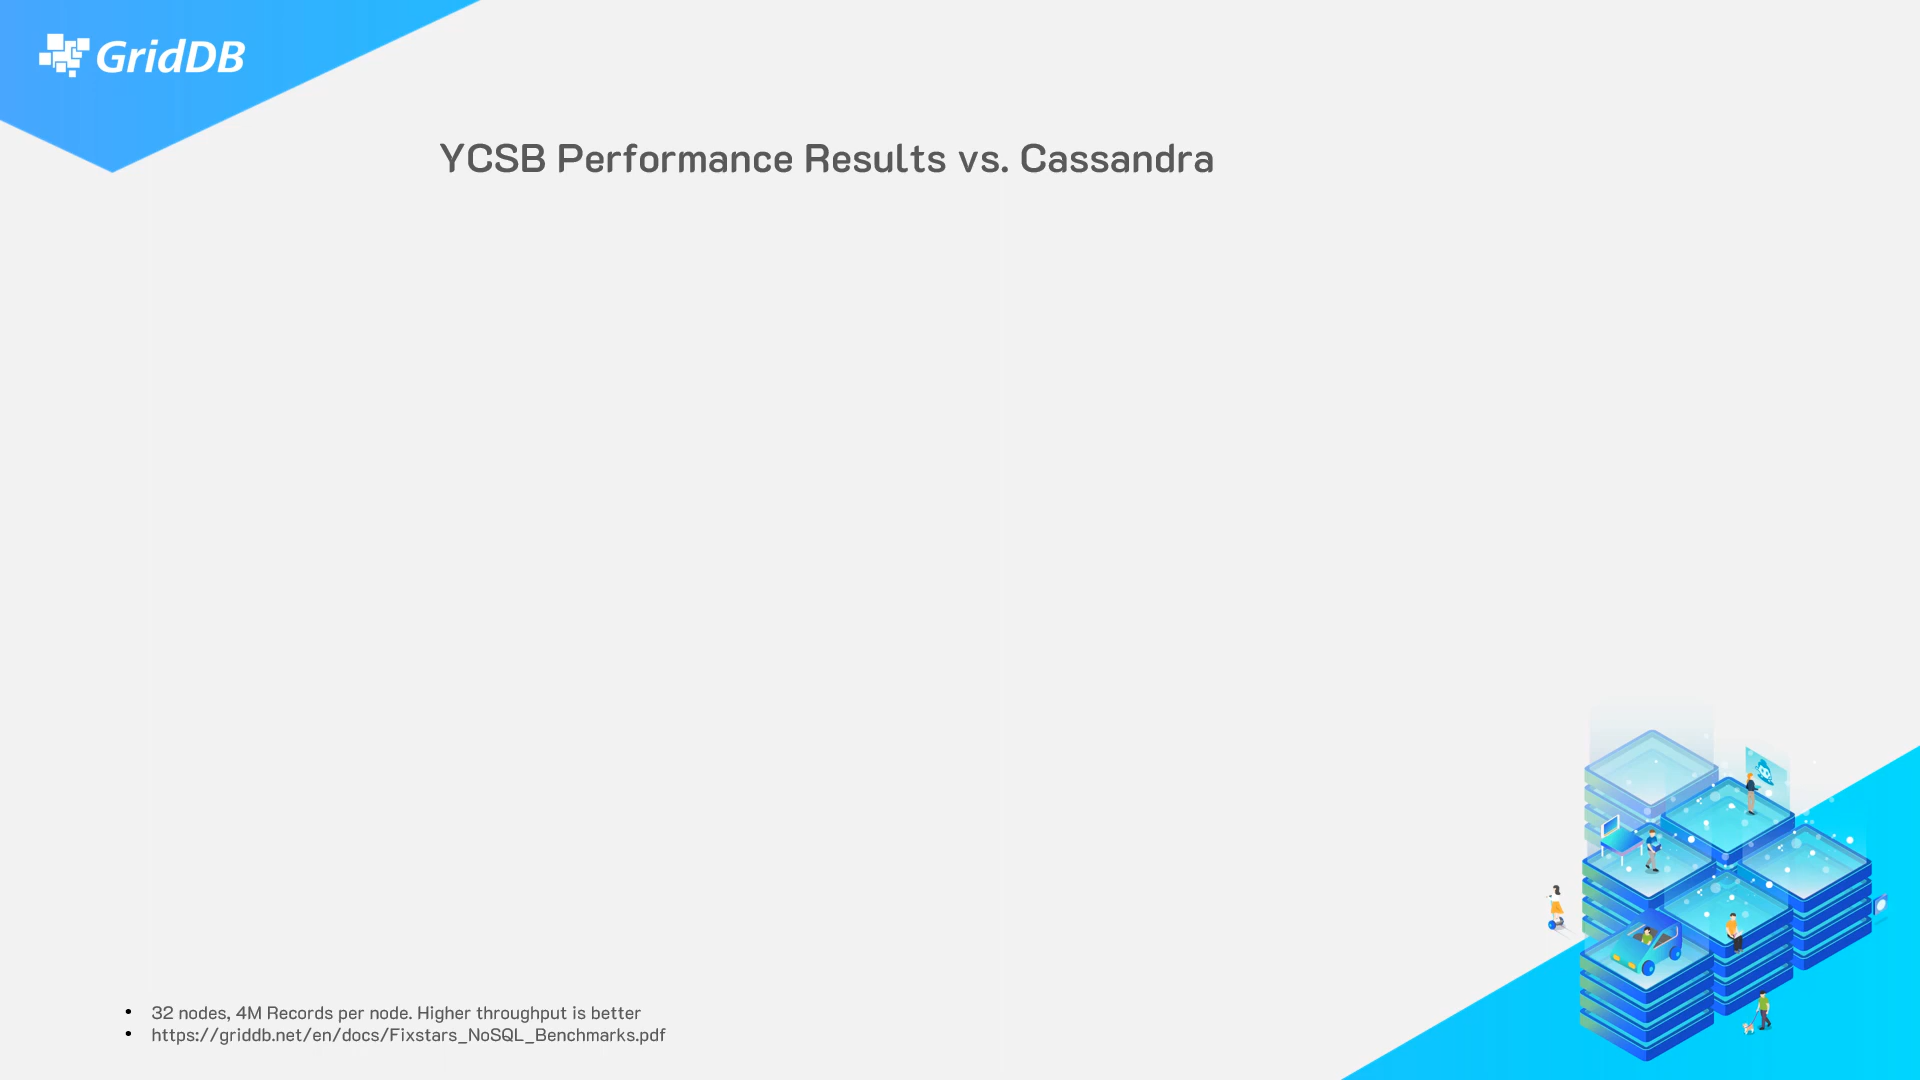 GridDB
YCSB Performance Results vs. Cassandra
• 32 nodes, 4M Records per node. Higher throughput is better
• https://griddb.net/en/docs/Fixstars_NoSQL_Benchmarks.pdf